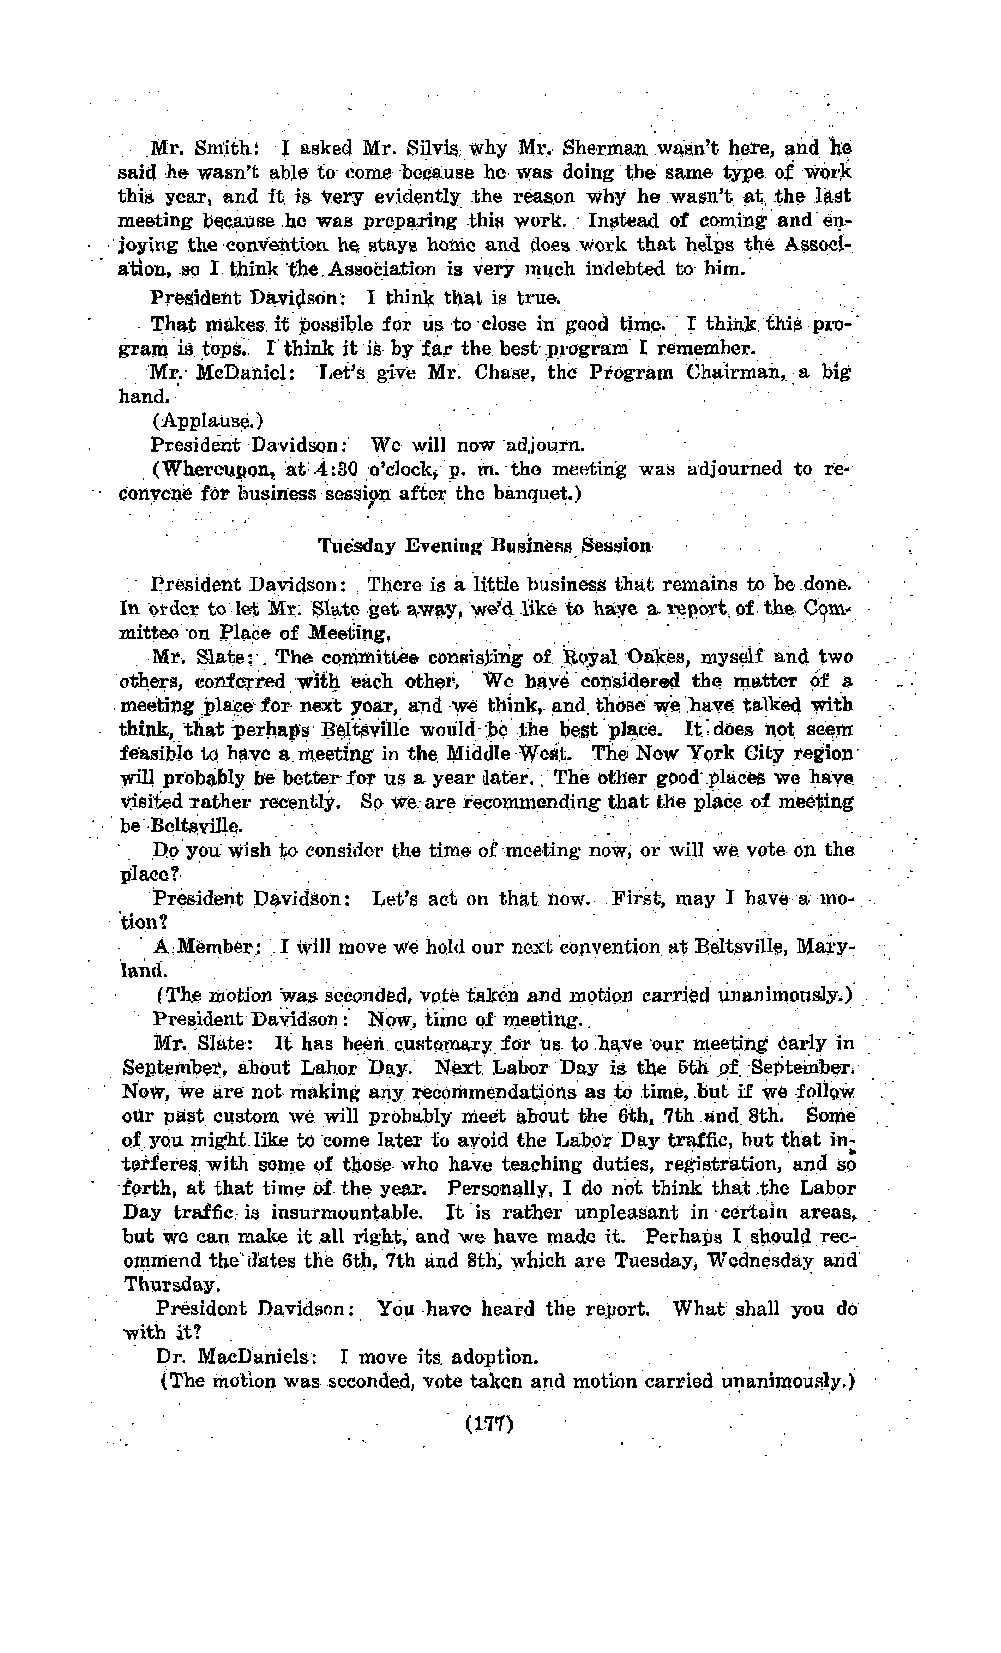 Mr. Smith: I asked Mr. Silvis why Mr. Sherman wasn't here, and he
said he wasn't able to come because he was doing the same type of work
this year, and it is very evidently the reason why he wasn't at the last
meeting because he was preparing this work. Instead of coming and en-
joying the convention he stays home and does work that helps the Associ-
ation, so I think the Association is very much indebted to him.
President Davidson: I think that is true.
That makes it possible for us to close in good time. I think this pro-
gram is tops. I think it is by far the best program I remember.
Mr. McDaniel: Let's give Mr. Chase, the Program Chairman, a big
hand.
(Applause.)
President Davidson: We will now adjourn.
(Whereupon, at 4:30 o'clock, p. m. the meeting was adjourned to re-
convene for business session after the banquet.)
Tuesday Evening Business Session
President Davidson: There is a little business that remains to be done.
In order to let Mr. Slate get away, we'd like to have a report of the Com-
mittee on Place of Meeting.
Mr. Slate: The committee consisting of Royal Oakes, myself and two
others, conferred with each other. We have considered the matter of a
meeting place for next year, and we think, and those we have talked with
think, that perhaps Beltsville would be the best place. It does not seem
feasible to have a meeting in the Middle West. The New York City region
will probably be better for us a year later. The other good places we have
visited rather recently. So we are recommending that the place of meeting
be Beltsville.
Do you wish to consider the time of meeting now, or will we vote on the
place?
President Davidson: Let's act on that now. First, may I have a mo-
tion?
A Member: I will move we hold our next convention at Beltsville, Mary-
land.
(The motion was seconded, vote taken and motion carried unanimously.)
President Davidson: Now, time of meeting.
Mr. Slate: It has been customary for us to have our meeting early in
September, about Labor Day. Next Labor Day is the 5th of September.
Now, we are not making any recommendations as to time, but if we follow
our past custom we will probably meet about the 6th, 7th and 8th. Some
of you might like to come later to avoid the Labor Day traffic, but that in-
terferes with some of those who have teaching duties, registration, and so
forth, at that time of the year. Personally, I do not think that the Labor
Day traffic is insurmountable. It is rather unpleasant in certain areas,
but we can make it all right, and we have made it. Perhaps I should rec-
ommend the dates the 6th, 7th and 8th, which are Tuesday, Wednesday and
Thursday.
President Davidson: You have heard the report. What shall you do
with it?
Dr. MacDaniels: I move its adoption.
(The motion was seconded, vote taken and motion carried unanimously.)
(177)